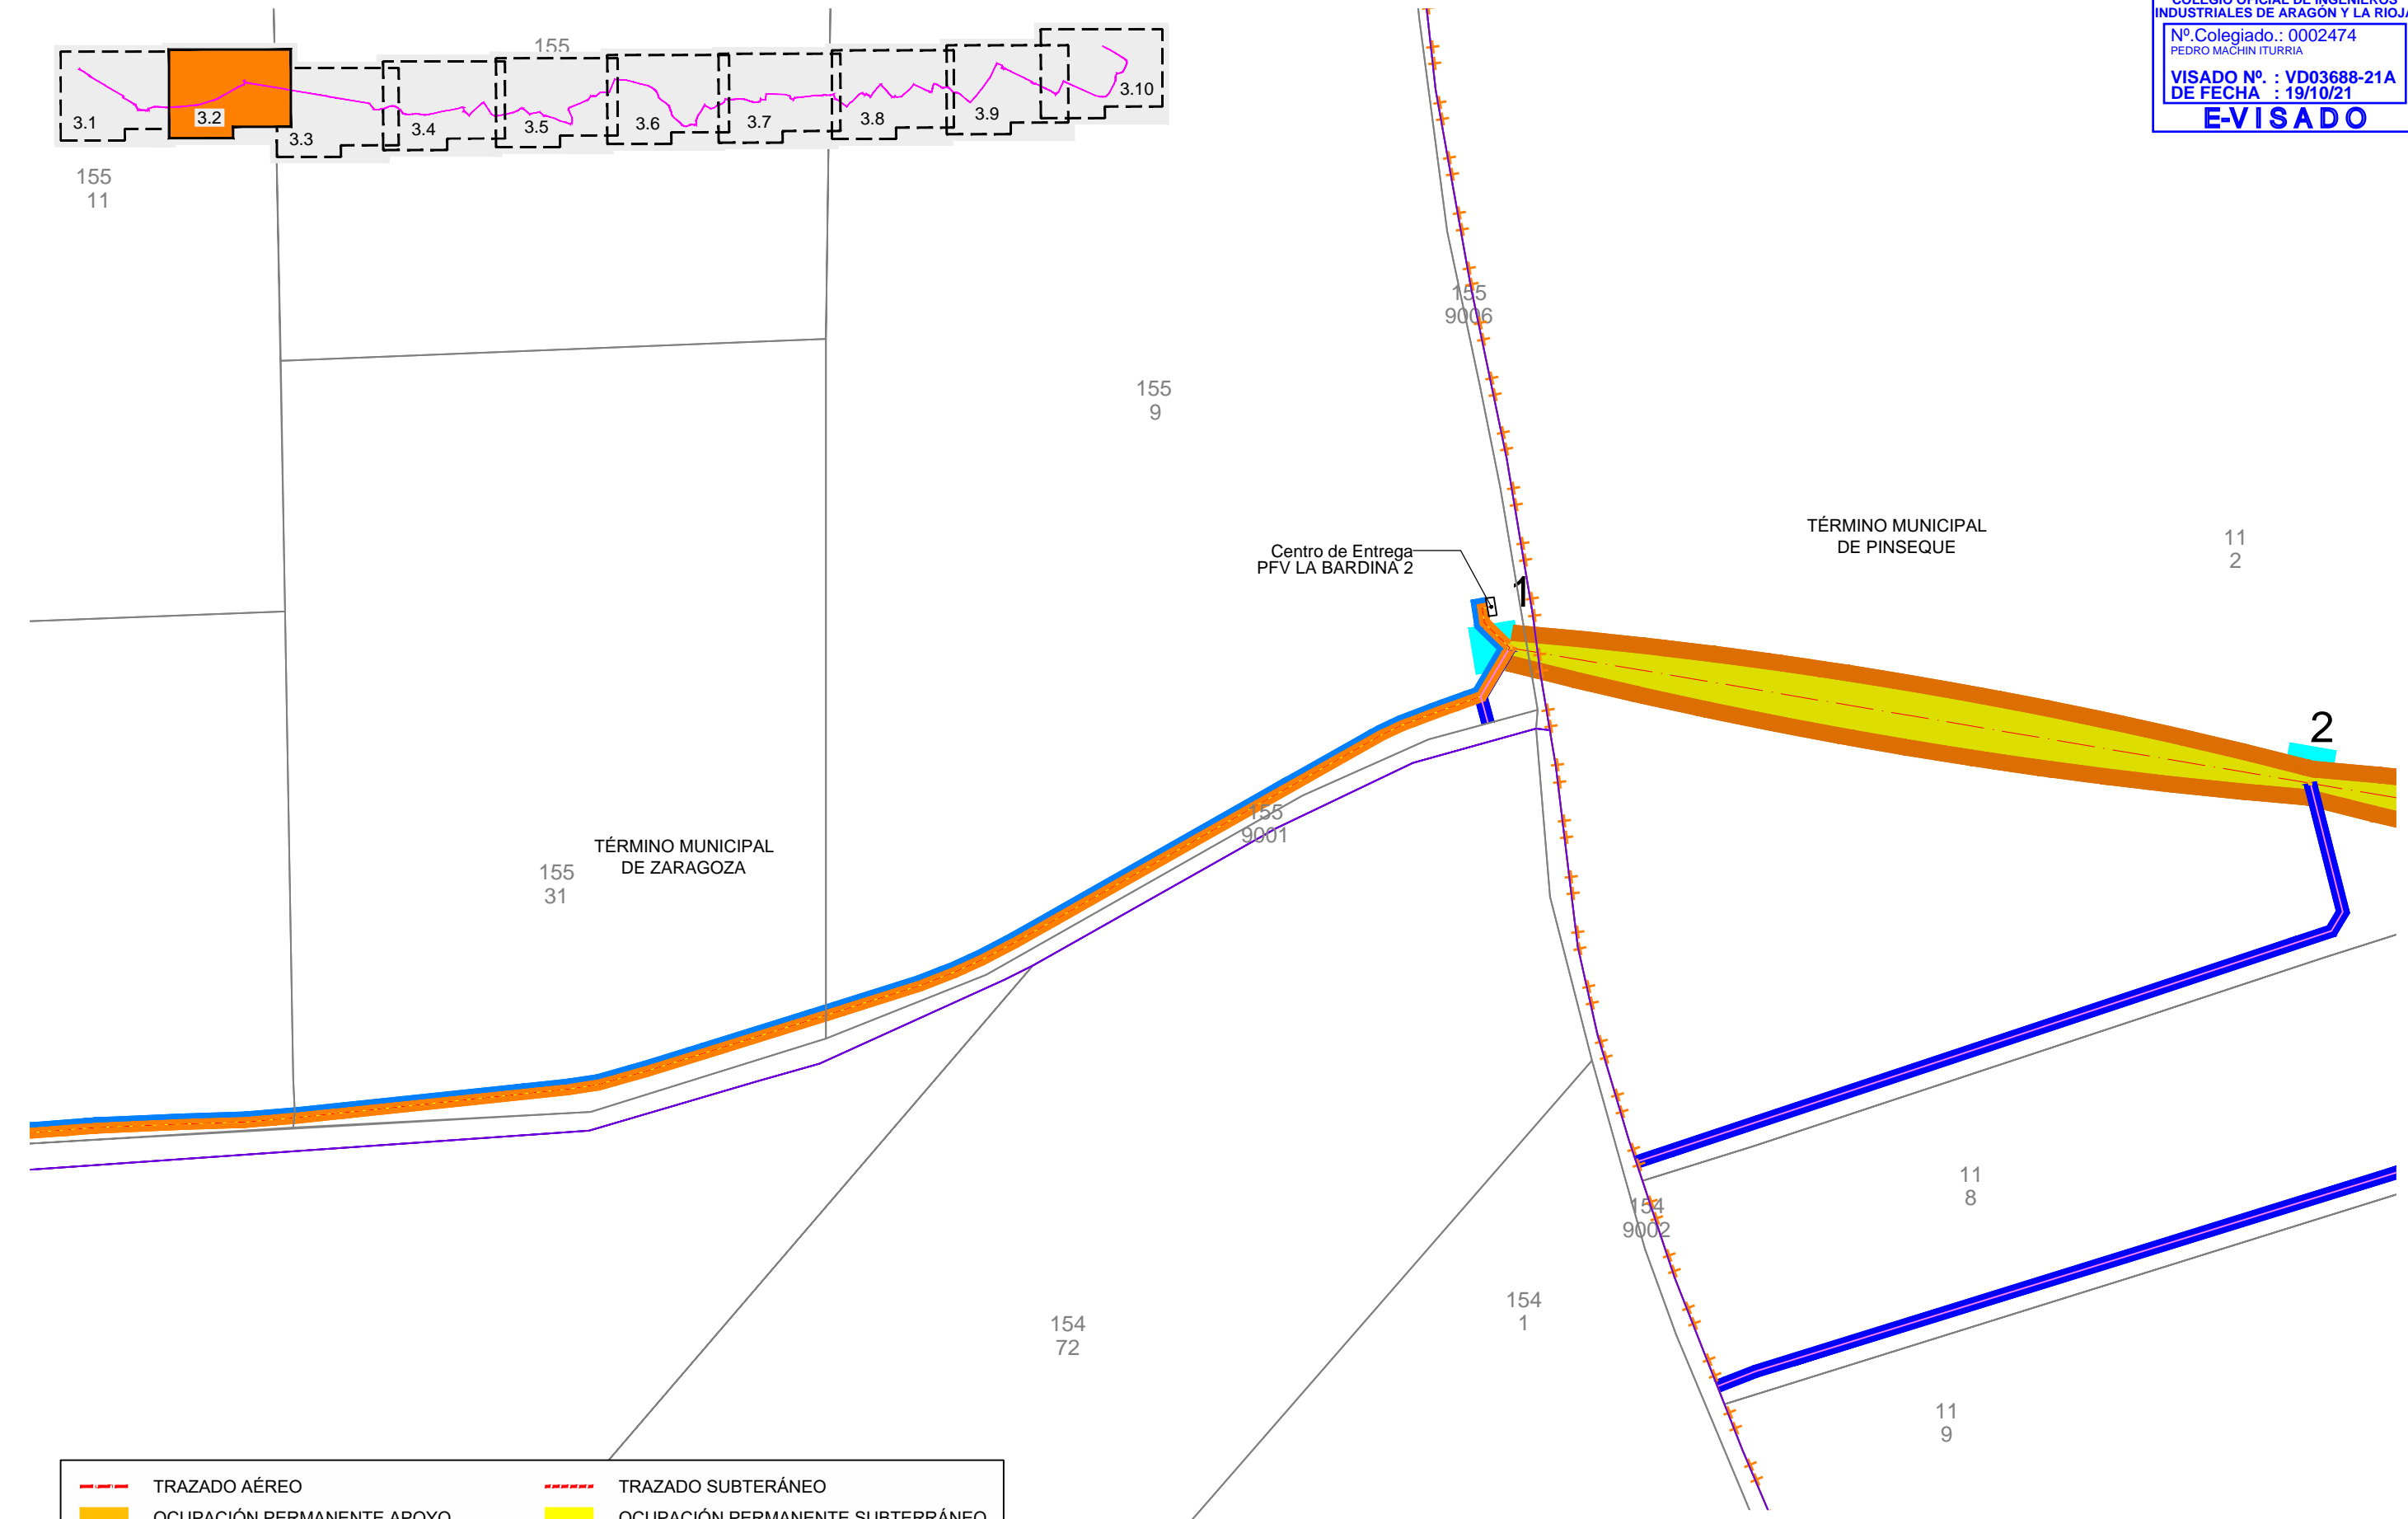 COLEGIO OFICIAL DE INGENIEROS
INDUSTRIALES DE ARAGÓN Y LA RIOJA
Nº.Colegiado.: 0002474
PEDRO MACHIN ITURRIA
VISADO Nº. : VD03688-21A
DE FECHA : 19/10/21
E-VISADO
155
3.1
3.2
3.3
3.4
3.5
3.6
3.7
3.8
3.9
3.10
155
11
155
9006
155
9
TÉRMINO MUNICIPAL
DE PINSEQUE
11
2
Centro de Entrega
PFV LA BARDINA 2
1
2
155
9001
TÉRMINO MUNICIPAL
DE ZARAGOZA
155
31
11
8
154
9002
154
1
154
72
11
9
TRAZADO AÉREO
TRAZADO SUBTERÁNEO
OCUPACIÓN PERMANENTE APOYO
OCUPACIÓN PERMANENTE SUBTERRÁNEO